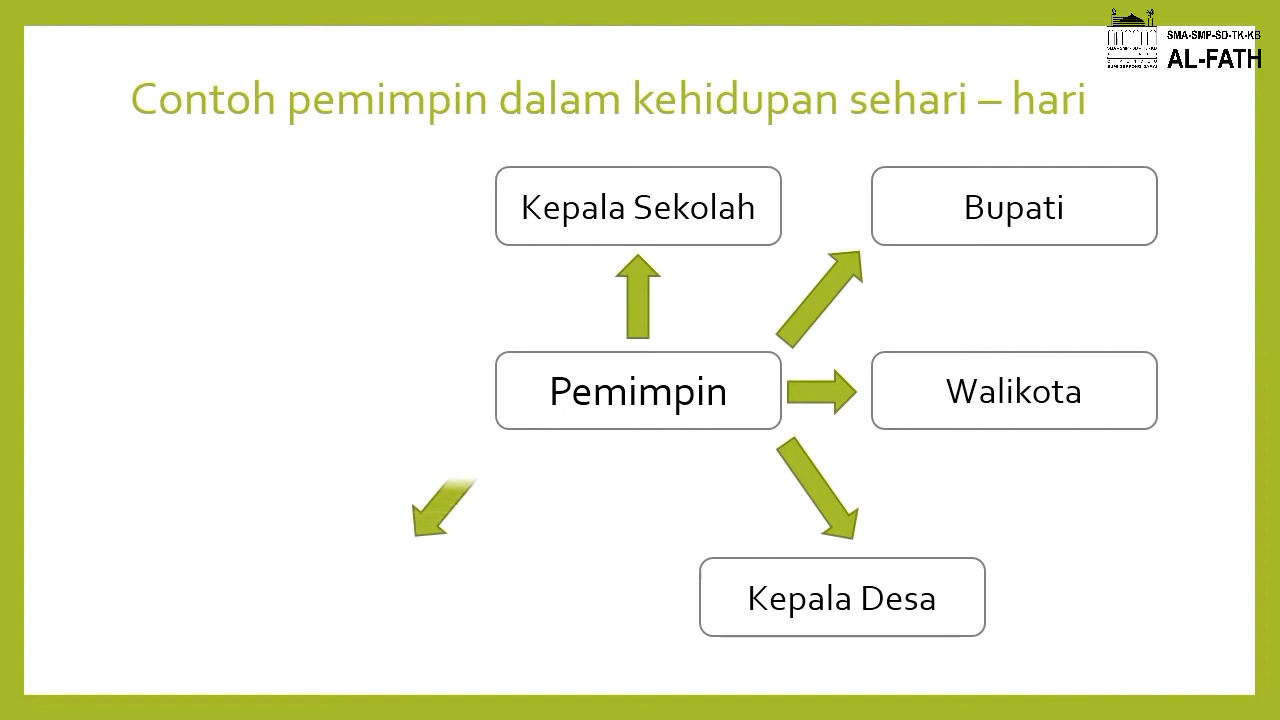 SMA-SMP-SD-TK-KB
AL-FATH
Contoh pemimpin dalam kehidupan sehari – hari
Kepala Sekolah
Bupati
Pemimpin
Walikota
Kepala Desa